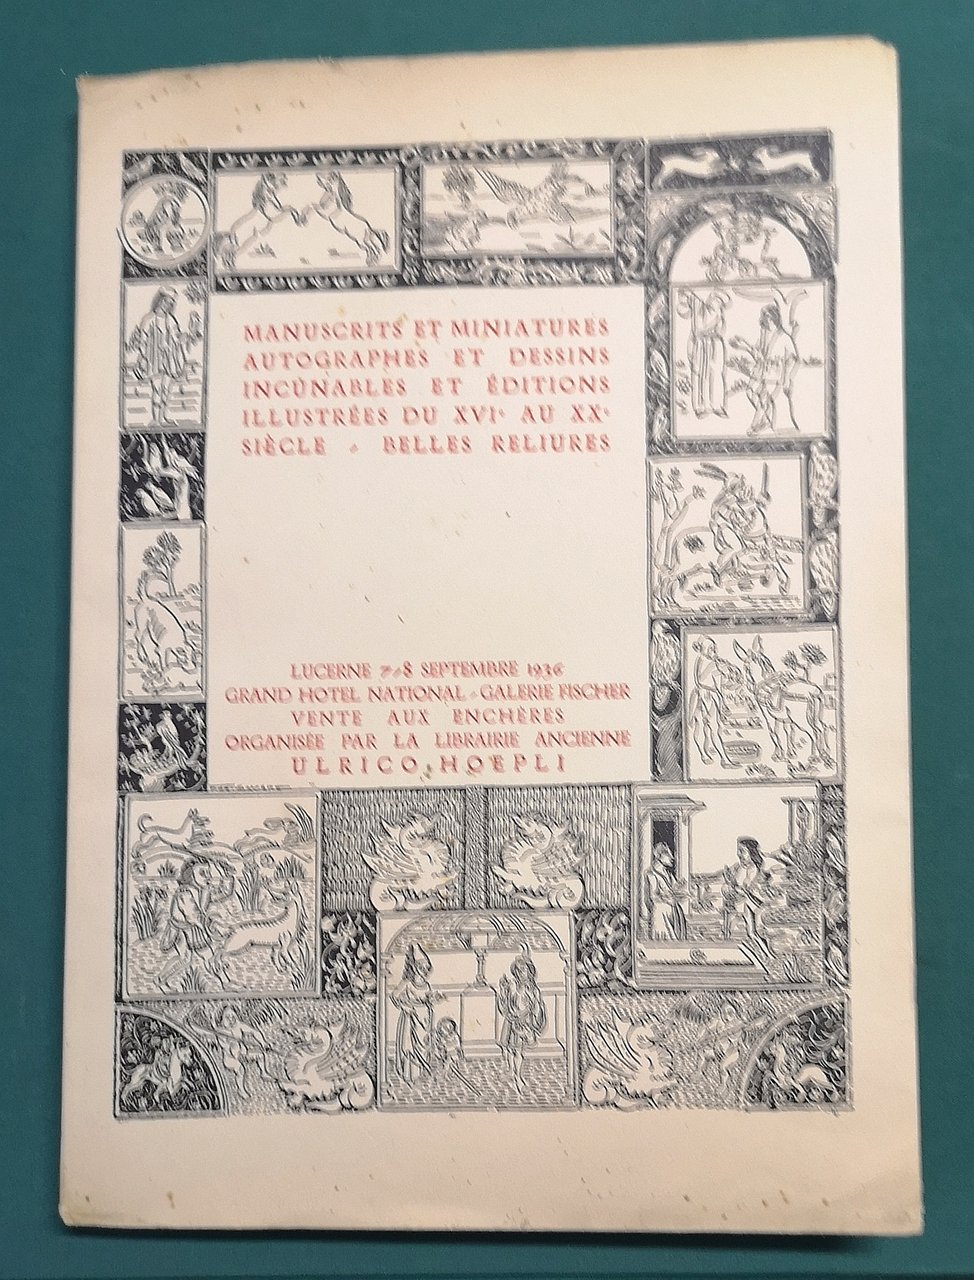 MANUSCRITS ET MINIATURES
AUTOGRAPHES ET DESSINS
INCUNABLES ET ÉDITIONS
ILLUSTRÉES DU XVIᵉ AU XXᵉ
SIÈCLE • BELLES RELIURES
LUCERNE 7-8 SEPTEMBRE 1936
GRAND HOTEL NATIONAL • GALERIE FISCHER
VENTE AUX ENCHÈRES
ORGANISÉE PAR LA LIBRAIRIE ANCIENNE
ULRICO HŒPLI